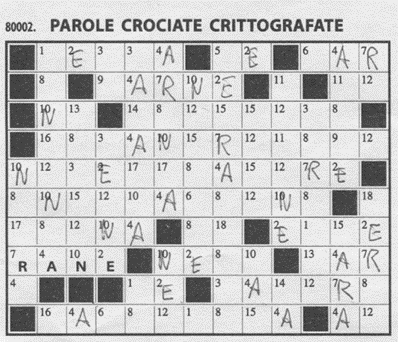 80002. PAROLE CROCIATE CRITTOGRAFATE
1 2 E 3 3 4 A 5 2 E 6 4 A 7 R
8 9 4 A 7 R 10 N 2 E 11 11 12
10 N 13 14 8 12 15 15 12 3 8
16 8 3 4 A 10 N 15 7 R 12 11 8 9 12
10 N 12 3 2 E 17 17 8 4 A 15 12 7 R 2 E
8 10 N 15 12 10 4 A 6 8 12 10 N 8 18
17 8 12 10 N 4 A 8 18 2 E 1 15 2 E
7 R 4 A 10 N 2 E 10 N 2 E 8 10 13 4 A 7 R
4 1 2 E 3 4 A 14 12 7 R 8
16 4 A 6 8 12 1 8 15 4 A 4 A 12